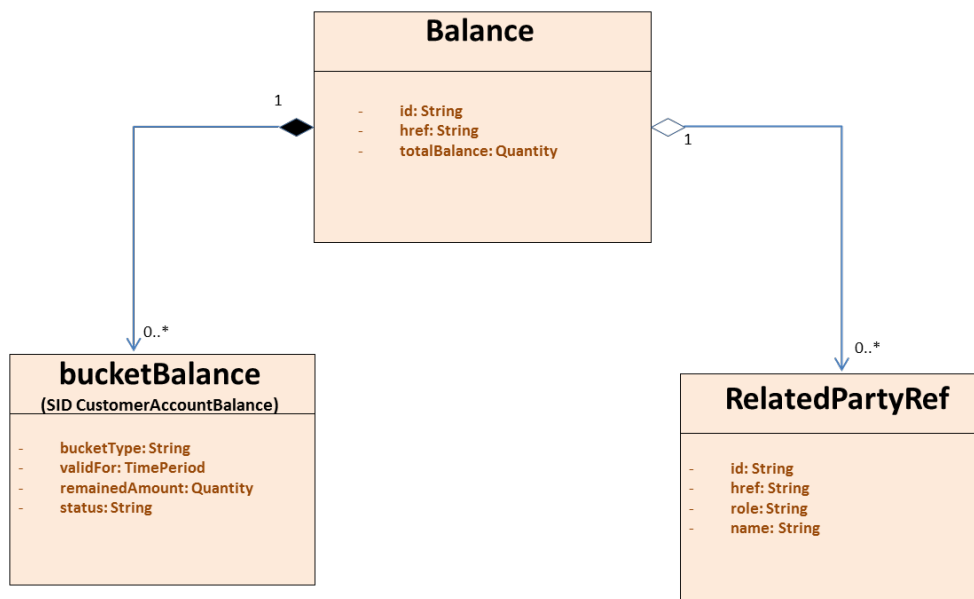 Balance
- id: String
- href: String
- totalBalance: Quantity
1
1
0..*
0..*
bucketBalance
(SID CustomerAccountBalance)
- bucketType: String
- validFor: TimePeriod
- remainedAmount: Quantity
- status: String
RelatedPartyRef
- id: String
- href: String
- role: String
- name: String